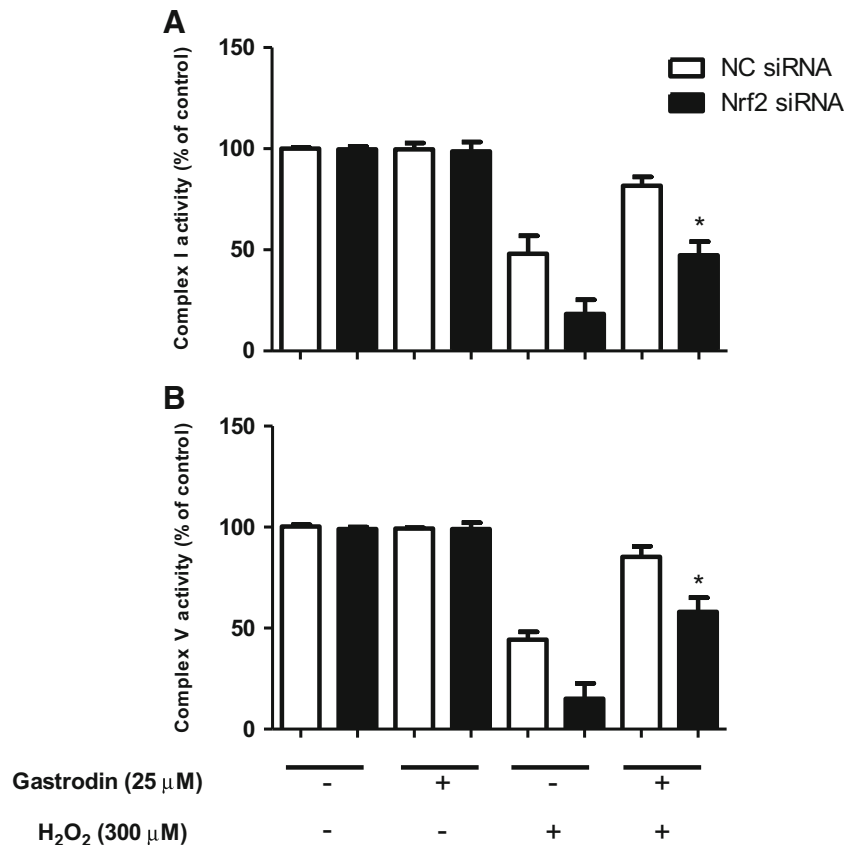 A
150
100
50
0
Complex I activity (% of control)
NC siRNA
Nrf2 siRNA
*
B
150
100
50
0
Complex V activity (% of control)
*
Gastrodin (25 μM) - + - +
H₂O₂ (300 μM) - - + +